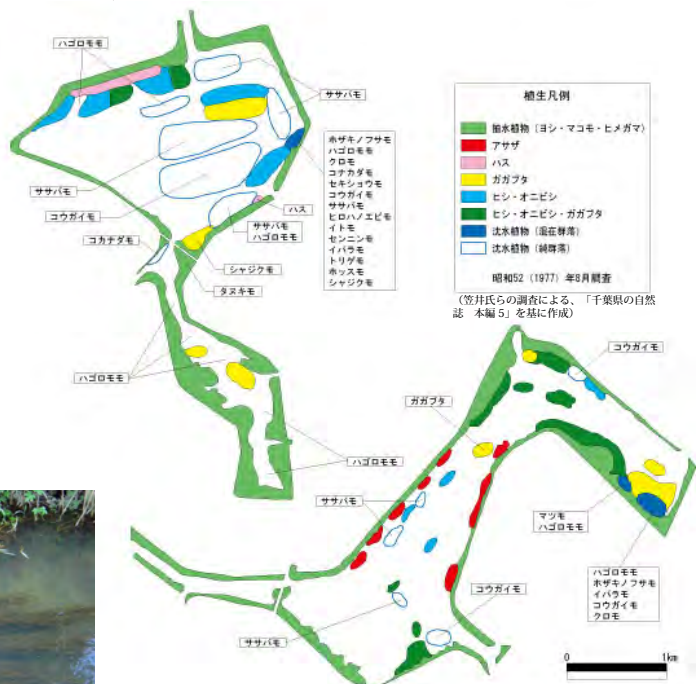 ハゴロモモ
ササバモ
植生凡例
抽水植物（ヨシ・マコモ・ヒメガマ）
アサザ
ハス
ガガブタ
ヒシ・オニビシ
ヒシ・オニビシ・ガガブタ
沈水植物（混在群落）
沈水植物（純群落）
昭和52（1977）年8月調査
（笠井氏らの調査による、「千葉県の自然
誌　本編 5」を基に作成）
ホザキノフサモ
ハゴロモモ
クロモ
コナカダモ
セキショウモ
コウガイモ
ササバモ
ヒロハノエビモ
イトモ
センニンモ
イバラモ
トリゲモ
ホッスモ
シャジクモ
ササバモ
コウガイモ
ハス
ササバモ
ハゴロモモ
コカナダモ
シャジクモ
タヌキモ
コウガイモ
ハゴロモモ
ガガブタ
ハゴロモモ
ササバモ
マツモ
ハゴロモモ
ハゴロモモ
ホザキノフサモ
イバラモ
コウガイモ
クロモ
コウガイモ
ササバモ
0 1km